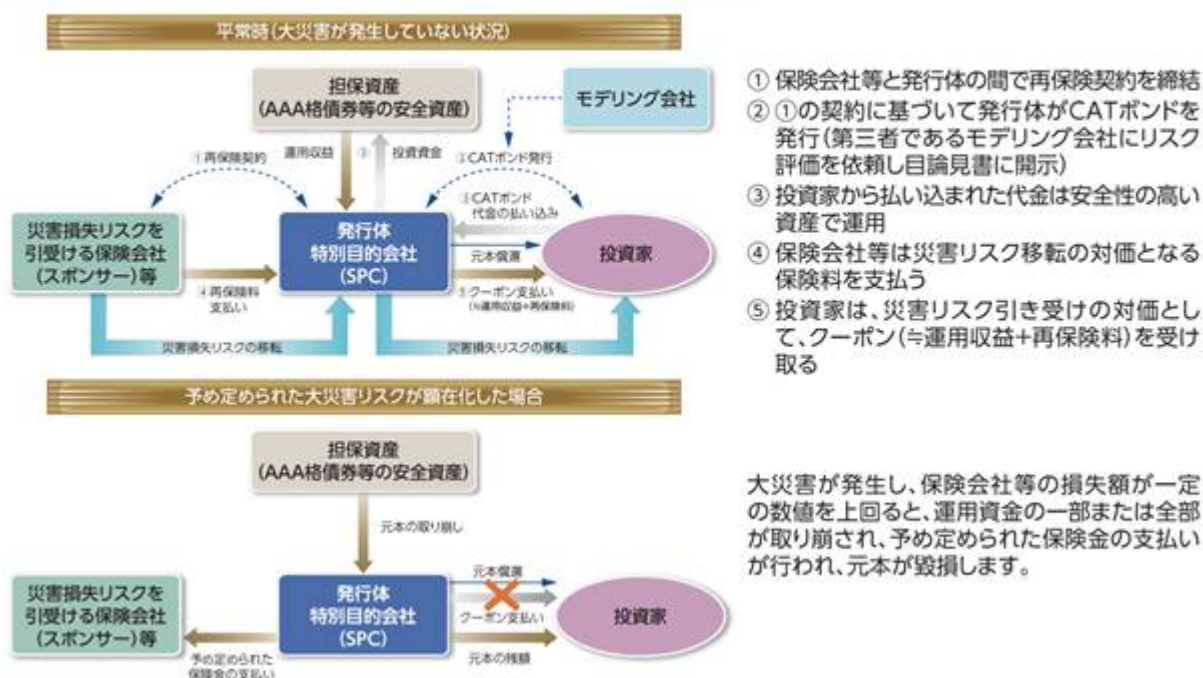 平常時(大災害が発生していない状況)
担保資産
(AAA格債券等の安全資産)
モデリング会社
①再保険契約
運用収益
③
投資資金
②CATボンド発行
③CATボンド
代金の払い込み
災害損失リスクを
引受ける保険会社
(スポンサー)等
発行体
特別目的会社
(SPC)
元本償還
投資家
④再保険料
支払い
⑤クーポン支払い
(≒運用収益+再保険料)
災害損失リスクの移転
災害損失リスクの移転
① 保険会社等と発行体の間で再保険契約を締結
② ①の契約に基づいて発行体がCATボンドを
発行(第三者であるモデリング会社にリスク
評価を依頼し目論見書に開示)
③ 投資家から払い込まれた代金は安全性の高い
資産で運用
④ 保険会社等は災害リスク移転の対価となる
保険料を支払う
⑤ 投資家は、災害リスク引き受けの対価とし
て、クーポン(≒運用収益+再保険料)を受け
取る
予め定められた大災害リスクが顕在化した場合
担保資産
(AAA格債券等の安全資産)
元本の取り崩し
災害損失リスクを
引受ける保険会社
(スポンサー)等
発行体
特別目的会社
(SPC)
元本償還
クーポン支払い
投資家
予め定められた
保険金の支払い
元本の残額
大災害が発生し、保険会社等の損失額が一定
の数値を上回ると、運用資金の一部または全部
が取り崩され、予め定められた保険金の支払い
が行われ、元本が毀損します。